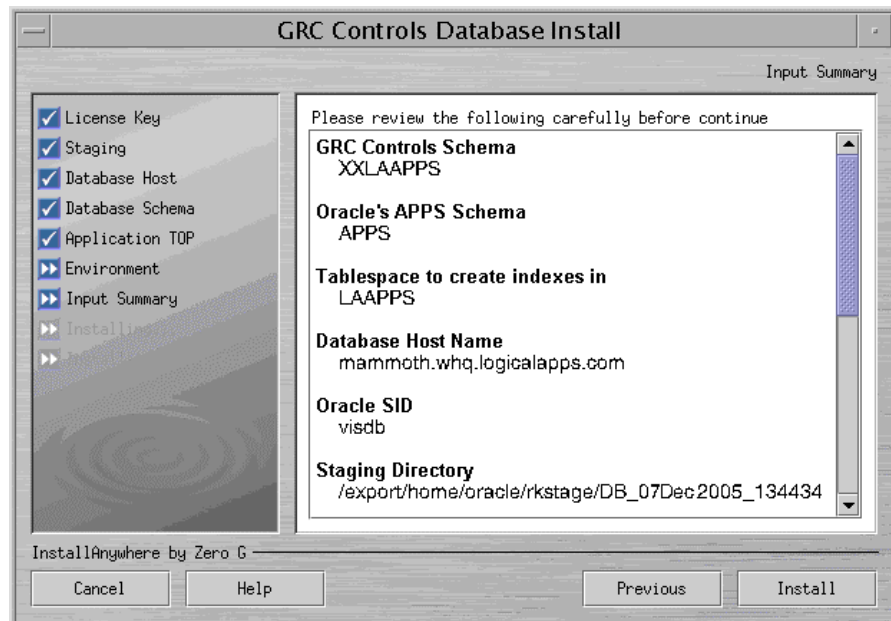 GRC Controls Database Install
Input Summary
License Key
Staging
Database Host
Database Schema
Application TOP
Environment
Input Summary
Installing...
Please review the following carefully before continue
GRC Controls Schema
XXLAAPPS
Oracle's APPS Schema
APPS
Tablespace to create indexes in
LAAPPS
Database Host Name
mammoth.whq.logicalapps.com
Oracle SID
visdb
Staging Directory
/export/home/oracle/rkstage/DB_07Dec2005_134434
InstallAnywhere by Zero G
Cancel
Help
Previous
Install